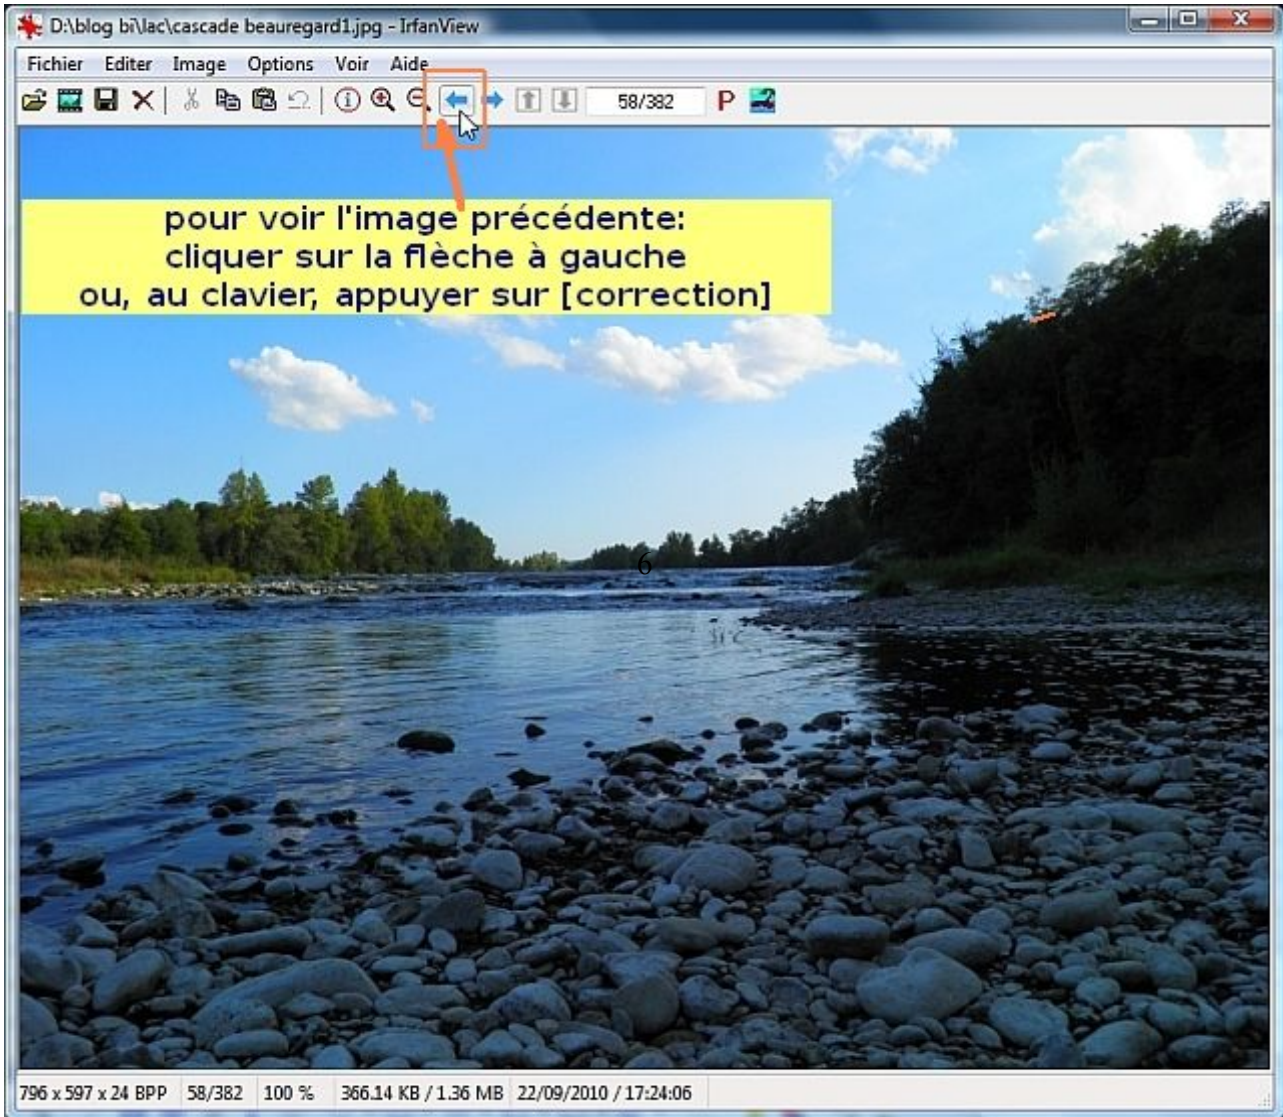 D:\blog bi\lac\cascade beauregard1.jpg - IrfanView
Fichier Editer Image Options Voir Aide
58/382 P
pour voir l'image précédente:
cliquer sur la flèche à gauche
ou, au clavier, appuyer sur [correction]
6
796 x 597 x 24 BPP 58/382 100 % 366.14 KB / 1.36 MB 22/09/2010 / 17:24:06